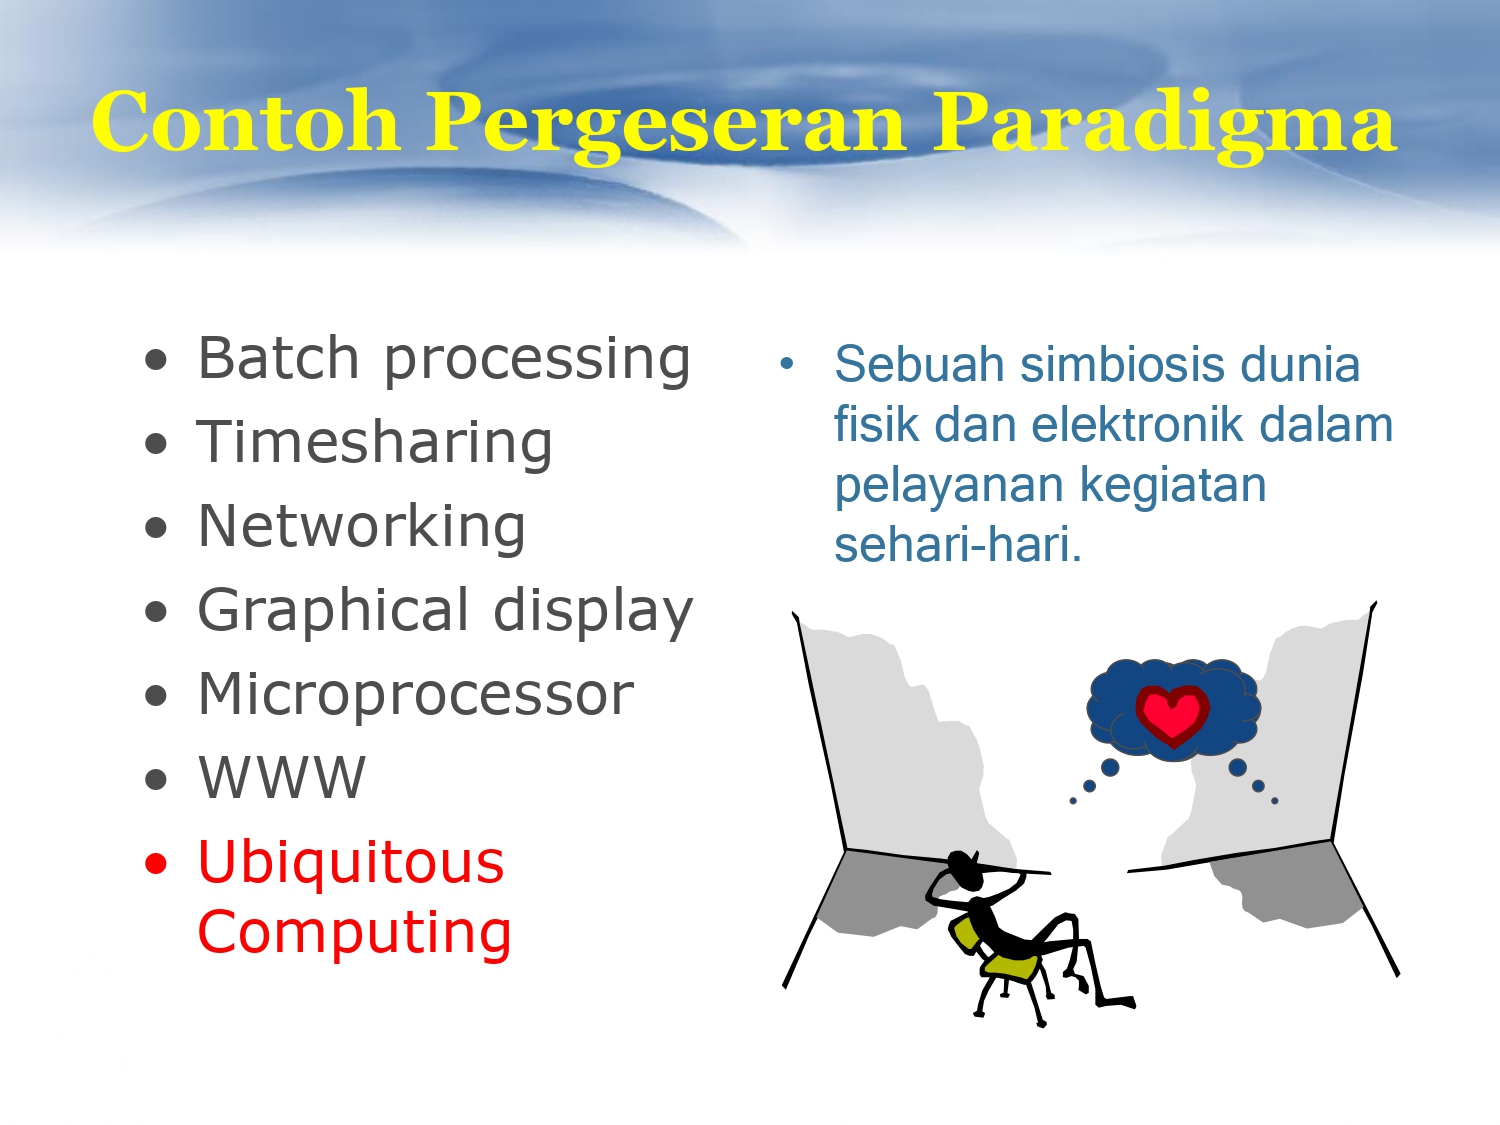 Contoh Pergeseran Paradigma
• Batch processing
• Timesharing
• Networking
• Graphical display
• Microprocessor
• WWW
• Ubiquitous
Computing
• Sebuah simbiosis dunia
fisik dan elektronik dalam
pelayanan kegiatan
sehari-hari.